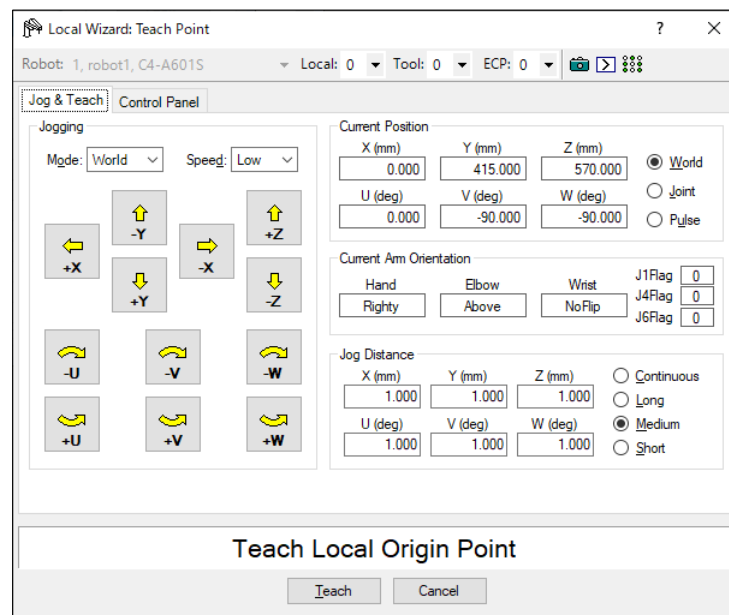 Local Wizard: Teach Point ?
Robot: 1, robot1, C4-A601S Local: 0 Tool: 0 ECP: 0
Jog & Teach Control Panel
Jogging
Mode: World Speed: Low
-Y +Z
+X -X
+Y -Z
-U -V -W
+U +V +W
Current Position
X (mm) Y (mm) Z (mm)
0.000 415.000 570.000
U (deg) V (deg) W (deg)
0.000 -90.000 -90.000
World
Joint
Pulse
Current Arm Orientation
Hand Elbow Wrist
Righty Above NoFlip
J1Flag 0
J4Flag 0
J6Flag 0
Jog Distance
X (mm) Y (mm) Z (mm)
1.000 1.000 1.000
U (deg) V (deg) W (deg)
1.000 1.000 1.000
Continuous
Long
Medium
Short
Teach Local Origin Point
Teach Cancel